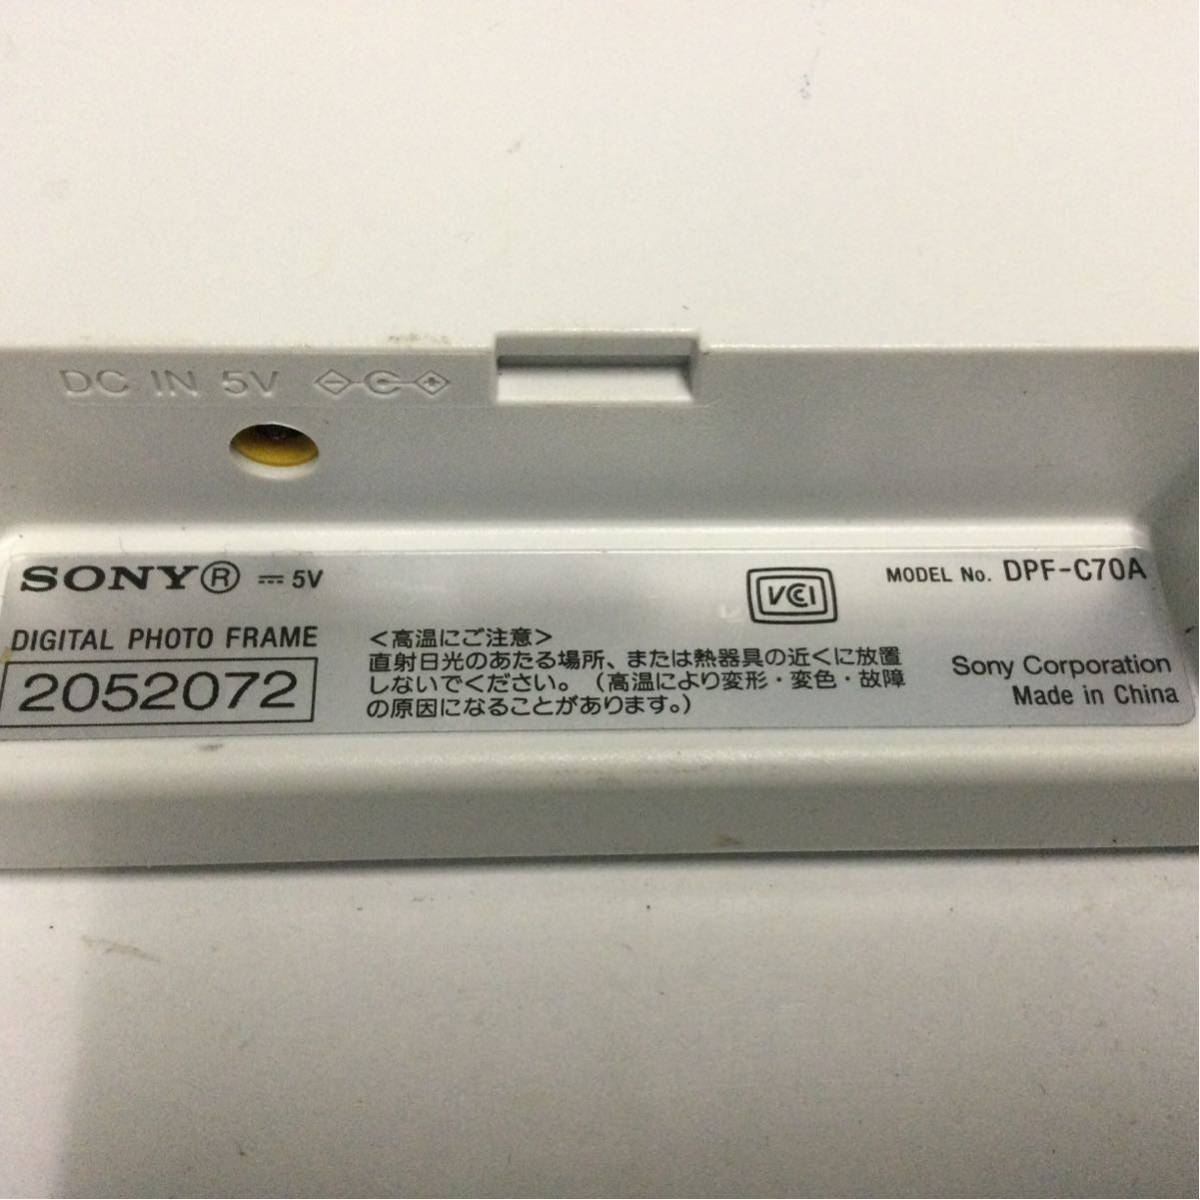 DC IN 5V
SONY® ⎓ 5V
VCCI
MODEL No. DPF-C70A
DIGITAL PHOTO FRAME
2052072
<高温にご注意>
直射日光のあたる場所、または熱器具の近くに放置
しないでください。（高温により変形・変色・故障
の原因になることがあります。）
Sony Corporation
Made in China